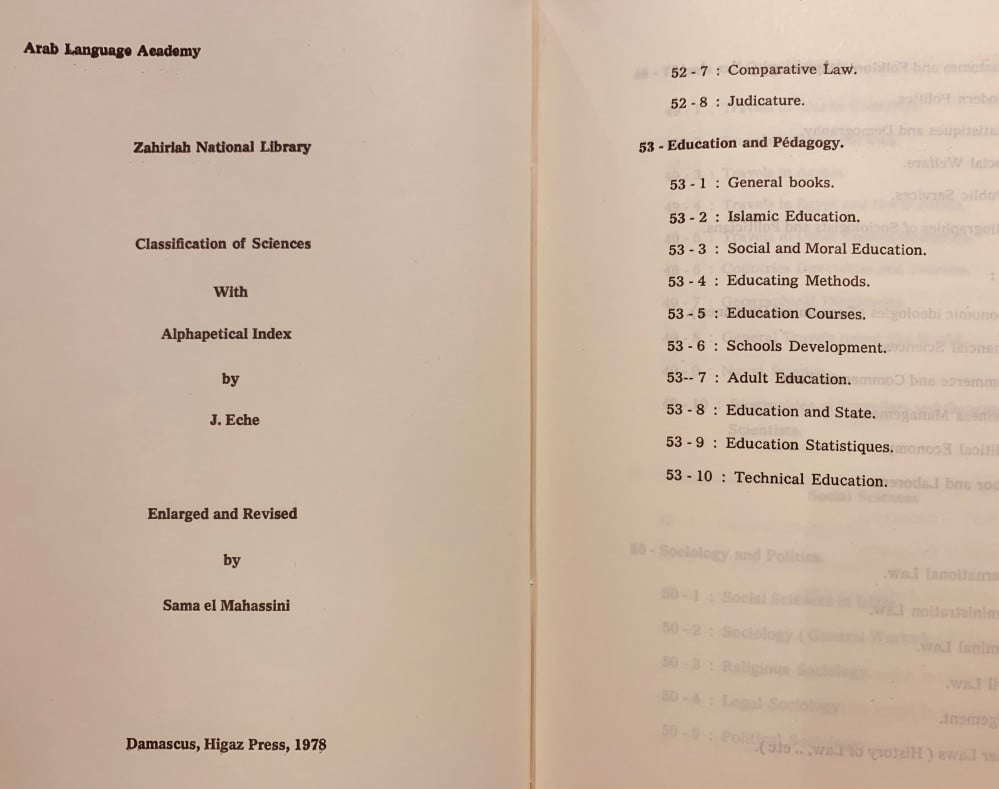 Arab Language Academy
Zahiriah National Library
Classification of Sciences
With
Alphapetical Index
by
J. Eche
Enlarged and Revised
by
Sama el Mahassini
Damascus, Higaz Press, 1978
52 - 7 : Comparative Law.
52 - 8 : Judicature.
53 - Education and Pédagogy.
53 - 1 : General books.
53 - 2 : Islamic Education.
53 - 3 : Social and Moral Education.
53 - 4 : Educating Methods.
53 - 5 : Education Courses.
53 - 6 : Schools Development.
53-- 7 : Adult Education.
53 - 8 : Education and State.
53 - 9 : Education Statistiques.
53 - 10 : Technical Education.